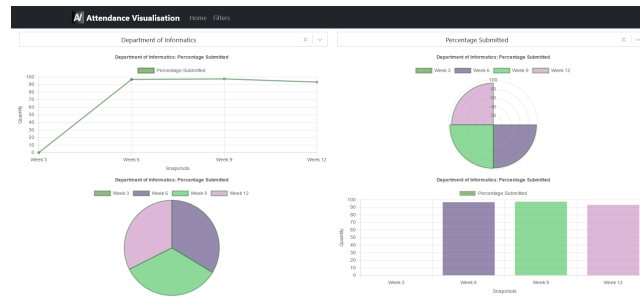 AV Attendance Visualisation Home Filters
Department of Informatics
Percentage Submitted
Department of Informatics: Percentage Submitted
Percentage Submitted
100
90
80
70
60
50
40
30
20
10
0
Quantity
Week 3 Week 6 Week 9 Week 12
Snapshots
Department of Informatics: Percentage Submitted
Week 3 Week 6 Week 9 Week 12
100
80
60
40
20
Department of Informatics: Percentage Submitted
Week 3 Week 6 Week 9 Week 12
Department of Informatics: Percentage Submitted
Percentage Submitted
100
90
80
70
60
50
40
30
20
10
0
Quantity
Week 3 Week 6 Week 9 Week 12
Snapshots